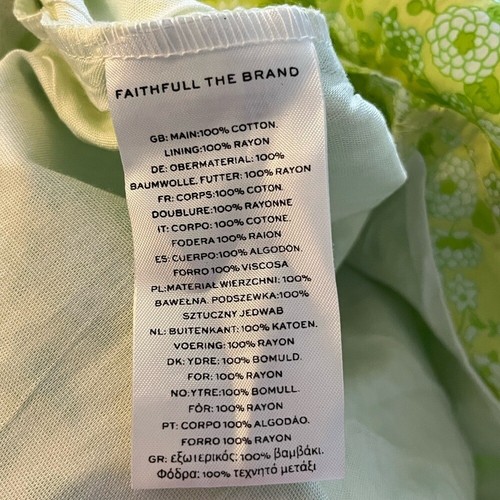 FAITHFULL THE BRAND
GB: MAIN:100% COTTON.
LINING:100% RAYON
DE: OBERMATERIAL: 100%
BAUMWOLLE. FUTTER: 100% RAYON
FR: CORPS:100% COTON.
DOUBLURE:100% RAYONNE
IT: CORPO: 100% COTONE.
FODERA 100% RAION
ES: CUERPO:100% ALGODÓN.
FORRO 100% VISCOSA
PL:MATERIAŁ WIERZCHNI: 100%
BAWEŁNA. PODSZEWKA:100%
SZTUCZNY JEDWAB
NL: BUITENKANT: 100% KATOEN.
VOERING: 100% RAYON
DK: YDRE: 100% BOMULD.
FOR: 100% RAYON
NO:YTRE:100% BOMULL.
FÔR: 100% RAYON
PT: CORPO 100% ALGODÃO.
FORRO 100% RAYON
GR: εξωτερικός: 100% βαμβάκι.
Φόδρα: 100% τεχνητό μετάξι